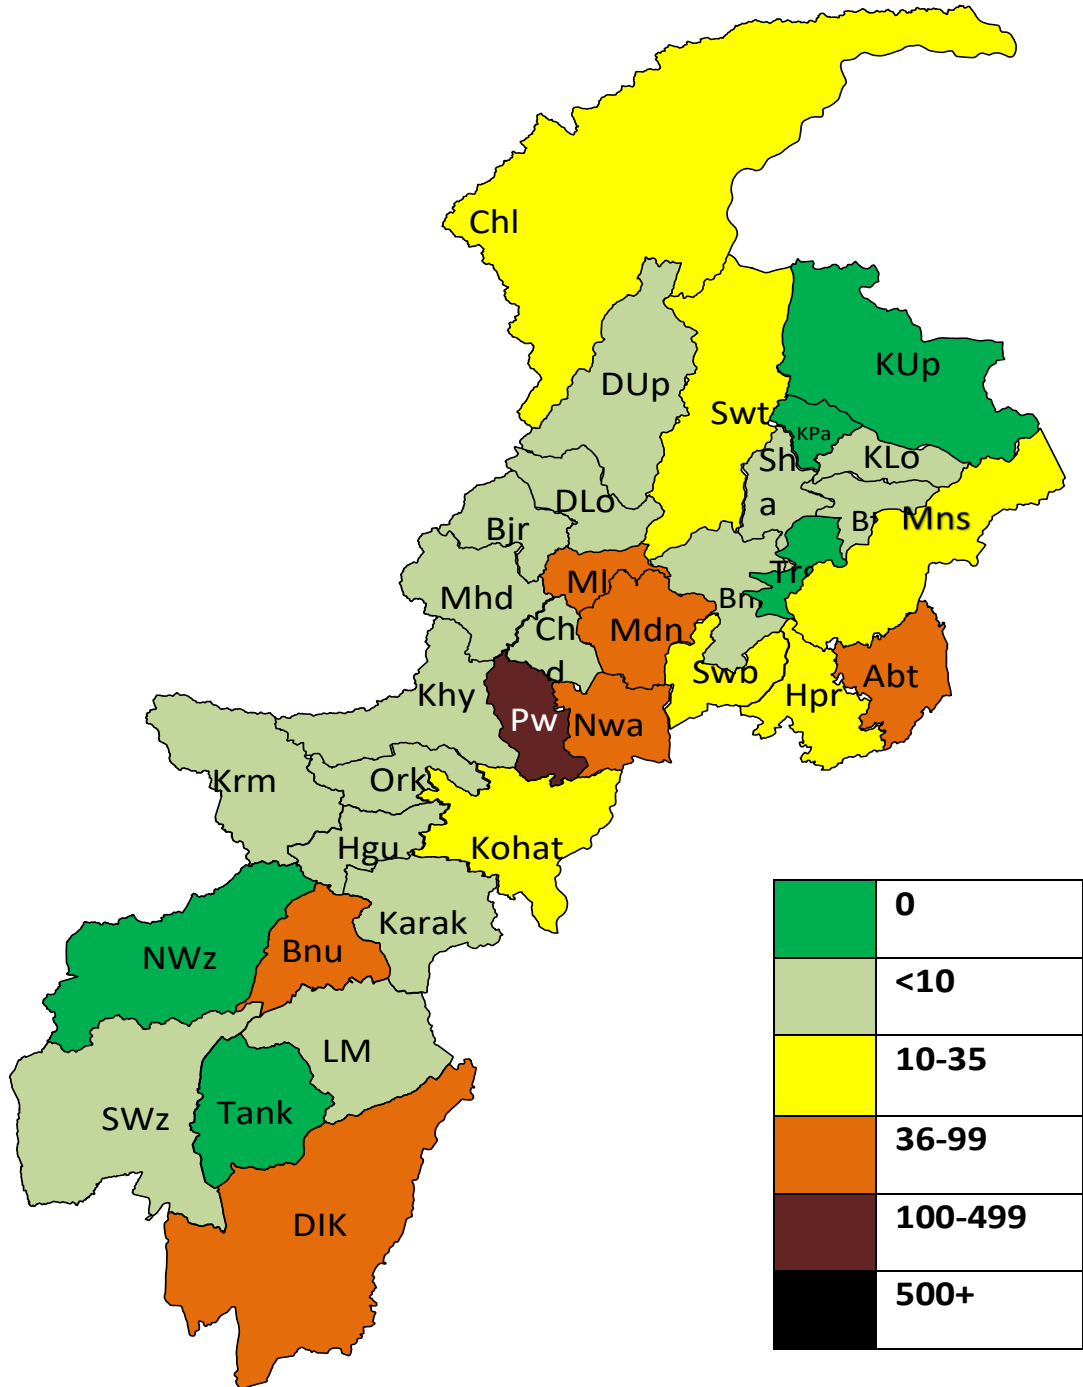 Chl
KUp
DUp
Swt
KPa
Sh
a
KLo
DLo
Mns
Bjr
Ml
Mhd
Bn
Mdn
Ch
d
Swb
Abt
Khy
Hpr
Pw
Nwa
Krm
Ork
Hgu
Kohat
Karak
NWz
Bnu
LM
SWz
Tank
DIK
0
<10
10-35
36-99
100-499
500+